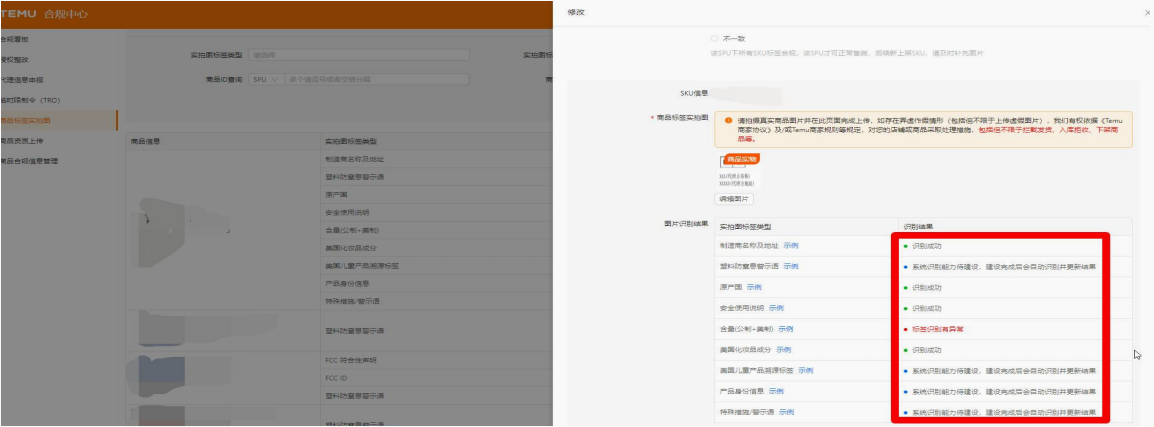 TEMU 合规中心
合规看板
授权整改
代理信息申报
临时限制令 (TRO)
商品标签实拍图
商品资质上传
商品合规信息管理
实拍图标签类型 请选择
实拍图标
商品ID查询 SPU 多个请逗号或者空格分隔
商
商品信息
实拍图标签类型
制造商名称及地址
塑料防窒息警示语
原产国
安全使用说明
含量(公制+美制)
美国化妆品成分
美国儿童产品溯源标签
产品身份信息
特殊措施/警示语
塑料防窒息警示语
FCC 符合性声明
FCC ID
塑料防窒息警示语
塑料防窒息警示语
修改
不一致
该SPU下所有SKU标签合规，该SPU才可正常售卖，后续新上架SKU，请及时补充图片
SKU信息
* 商品标签实拍图
请拍摄真实商品图片并在此页面完成上传，如存在弄虚作假情形（包括但不限于上传虚假图片），我们有权依据《Temu
商家协议》及/或Temu商家规则等规定，对您的店铺或商品采取处理措施，包括但不限于拦截发货、入库拒收、下架商
品等。
商品实物
编辑图片
图片识别结果
实拍图标签类型 识别结果
制造商名称及地址 示例 识别成功
塑料防窒息警示语 示例 系统识别能力待建设，建设完成后会自动识别并更新结果
原产国 示例 识别成功
安全使用说明 示例 识别成功
含量(公制+美制) 示例 标签识别有异常
美国化妆品成分 示例 识别成功
美国儿童产品溯源标签 示例 系统识别能力待建设，建设完成后会自动识别并更新结果
产品身份信息 示例 系统识别能力待建设，建设完成后会自动识别并更新结果
特殊措施/警示语 示例 系统识别能力待建设，建设完成后会自动识别并更新结果